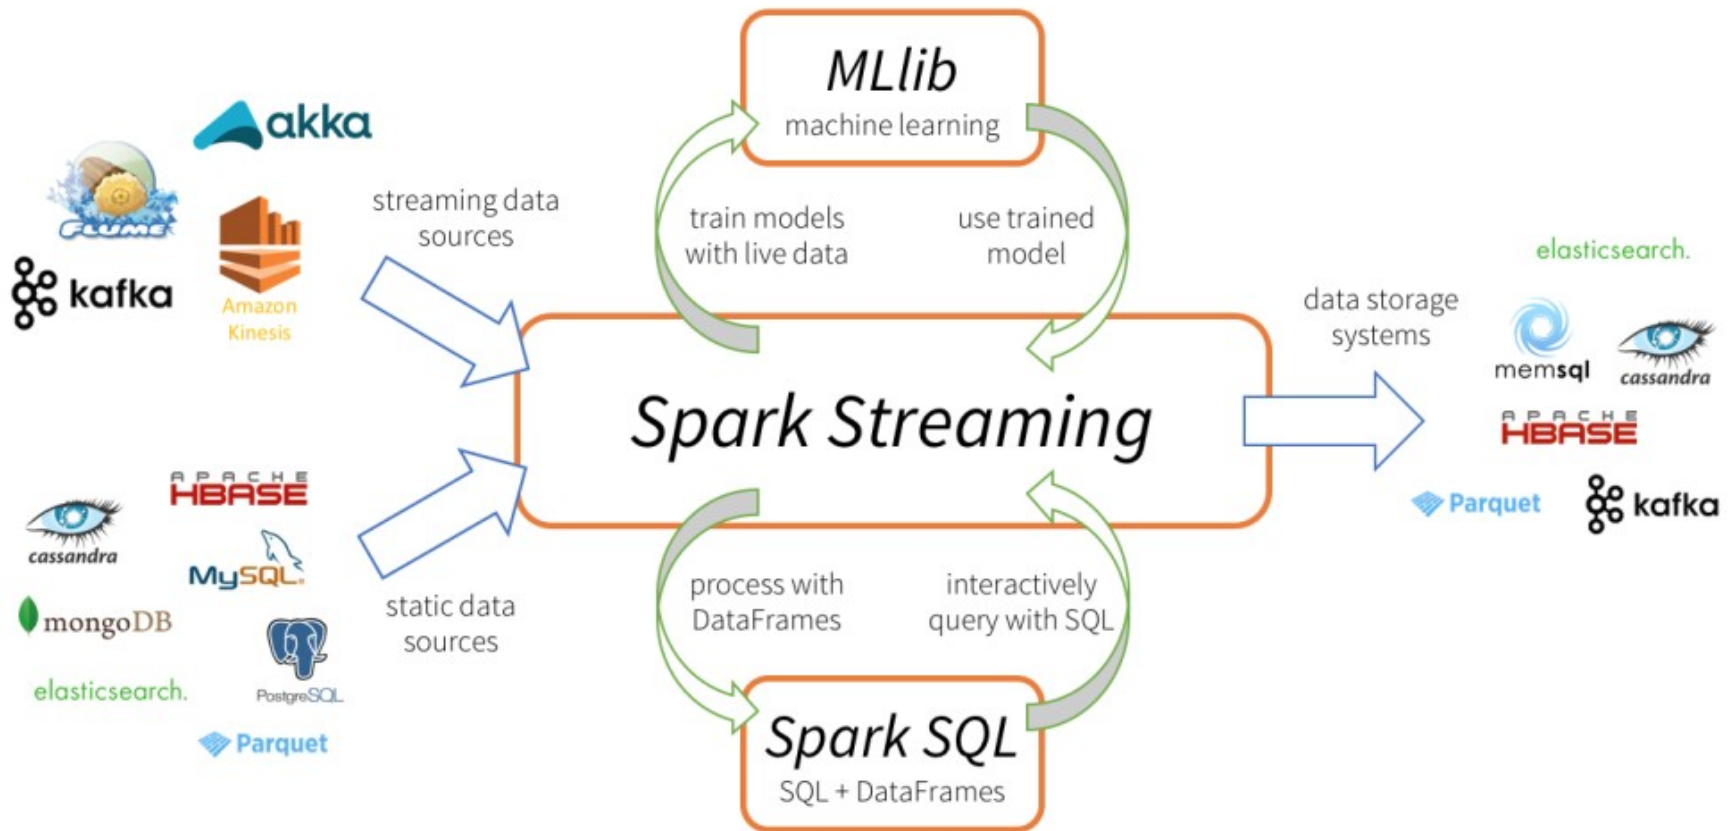 MLlib
machine learning
akka
FLUME
kafka
Amazon
Kinesis
streaming data
sources
train models
with live data
use trained
model
Spark Streaming
data storage
systems
elasticsearch.
memsql
cassandra
APACHE
HBASE
Parquet
kafka
APACHE
HBASE
cassandra
MySQL
mongoDB
PostgreSQL
elasticsearch.
Parquet
static data
sources
process with
DataFrames
interactively
query with SQL
Spark SQL
SQL + DataFrames